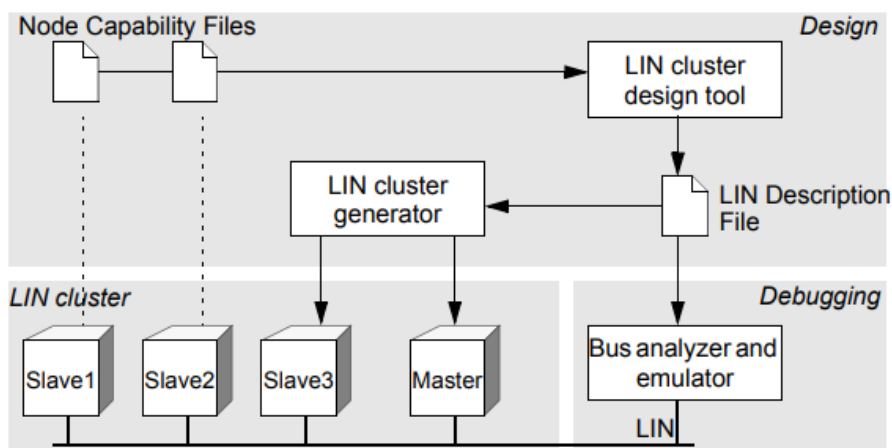 Node Capability Files
Design
LIN cluster
design tool
LIN cluster
generator
LIN Description
File
LIN cluster
Debugging
Slave1
Slave2
Slave3
Master
Bus analyzer and
emulator
LIN